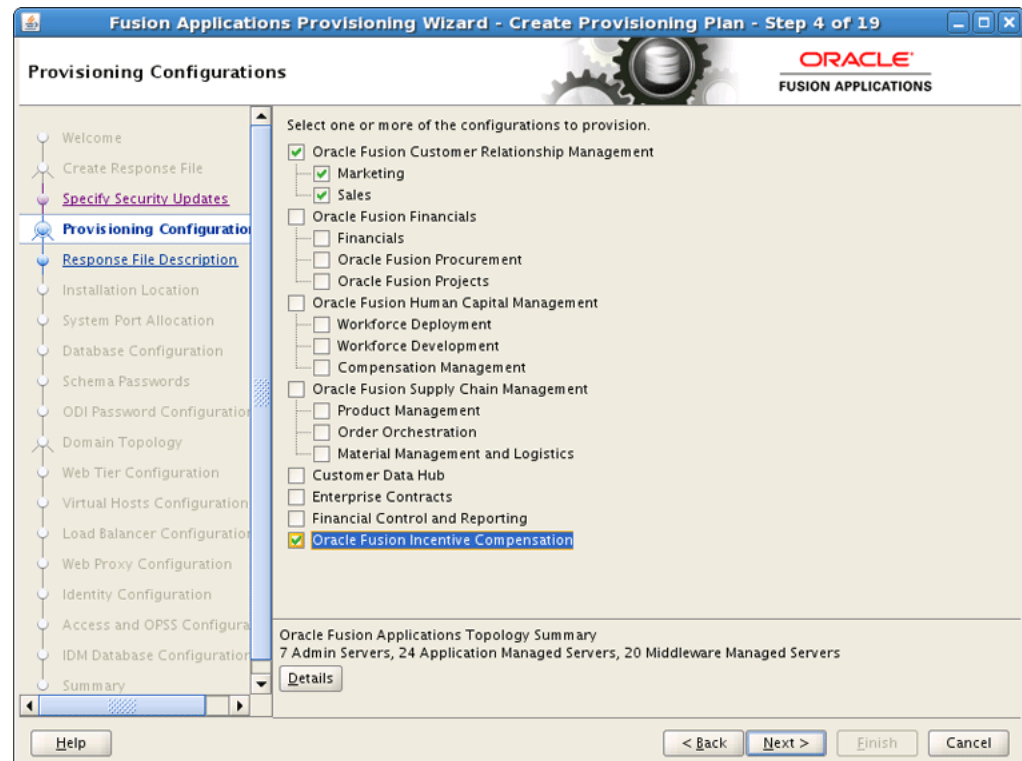 Fusion Applications Provisioning Wizard - Create Provisioning Plan - Step 4 of 19
Provisioning Configurations
ORACLE
FUSION APPLICATIONS
Welcome
Create Response File
Specify Security Updates
Provisioning Configuratio
Response File Description
Installation Location
System Port Allocation
Database Configuration
Schema Passwords
ODI Password Configuration
Domain Topology
Web Tier Configuration
Virtual Hosts Configuration
Load Balancer Configuration
Web Proxy Configuration
Identity Configuration
Access and OPSS Configura
IDM Database Configuration
Summary
Select one or more of the configurations to provision.
Oracle Fusion Customer Relationship Management
Marketing
Sales
Oracle Fusion Financials
Financials
Oracle Fusion Procurement
Oracle Fusion Projects
Oracle Fusion Human Capital Management
Workforce Deployment
Workforce Development
Compensation Management
Oracle Fusion Supply Chain Management
Product Management
Order Orchestration
Material Management and Logistics
Customer Data Hub
Enterprise Contracts
Financial Control and Reporting
Oracle Fusion Incentive Compensation
Oracle Fusion Applications Topology Summary
7 Admin Servers, 24 Application Managed Servers, 20 Middleware Managed Servers
Details
Help
< Back
Next >
Finish
Cancel